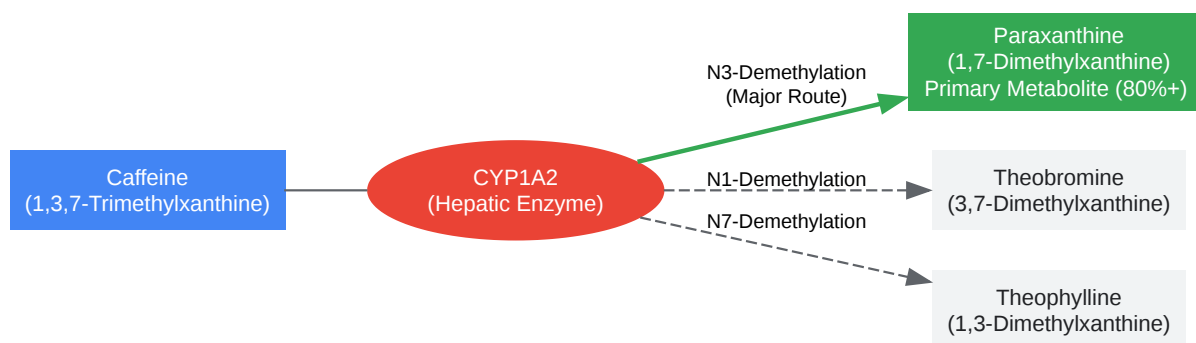 Caffeine
(1,3,7-Trimethylxanthine)
CYP1A2
(Hepatic Enzyme)
N3-Demethylation
(Major Route)
Paraxanthine
(1,7-Dimethylxanthine)
Primary Metabolite (80%+)
N1-Demethylation
Theobromine
(3,7-Dimethylxanthine)
N7-Demethylation
Theophylline
(1,3-Dimethylxanthine)